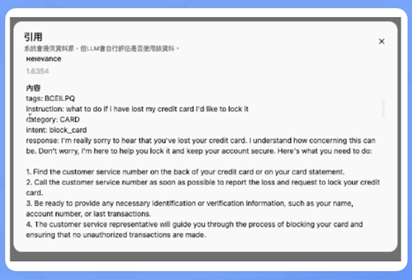 引用
系統會提供資料源，但LLM會自行評估是否使用該資料。
Relevance
1.6354
內容
tags: BCEILPQ
instruction: what to do if I have lost my credit card I'd like to lock it
category: CARD
intent: block_card
response: I'm really sorry to hear that you've lost your credit card. I understand how concerning this can
be. Don't worry, I'm here to help you lock it and keep your account secure. Here's what you need to do:
1. Find the customer service number on the back of your credit card or on your card statement.
2. Call the customer service number as soon as possible to report the loss and request to lock your credit
card.
3. Be ready to provide any necessary identification or verification information, such as your name,
account number, or last transactions.
4. The customer service representative will guide you through the process of blocking your card and
ensuring that no unauthorized transactions are made.